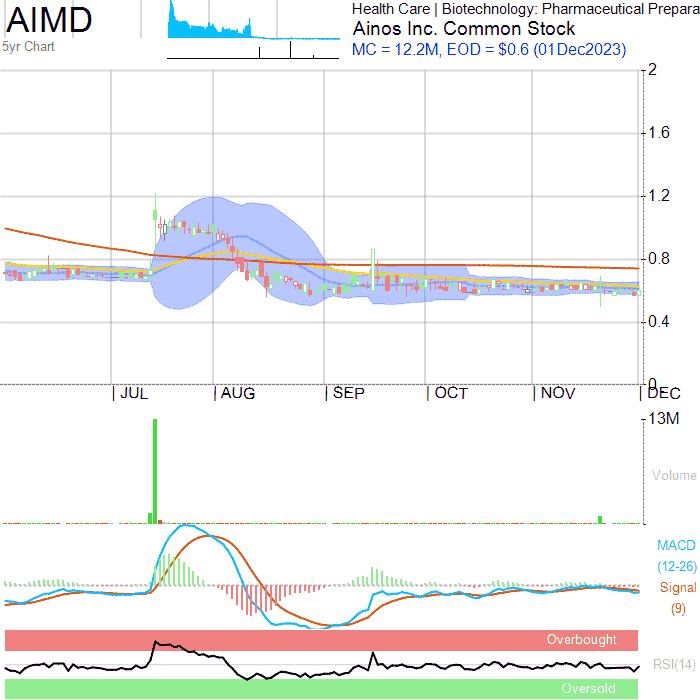 AIMD
5yr Chart
Health Care | Biotechnology: Pharmaceutical Prepara
Ainos Inc. Common Stock
MC = 12.2M, EOD = $0.6 (01Dec2023)
2
1.6
1.2
0.8
0.4
0
JUL AUG SEP OCT NOV DEC
13M
Volume
MACD
(12-26)
Signal
(9)
Overbought
RSI(14)
Oversold